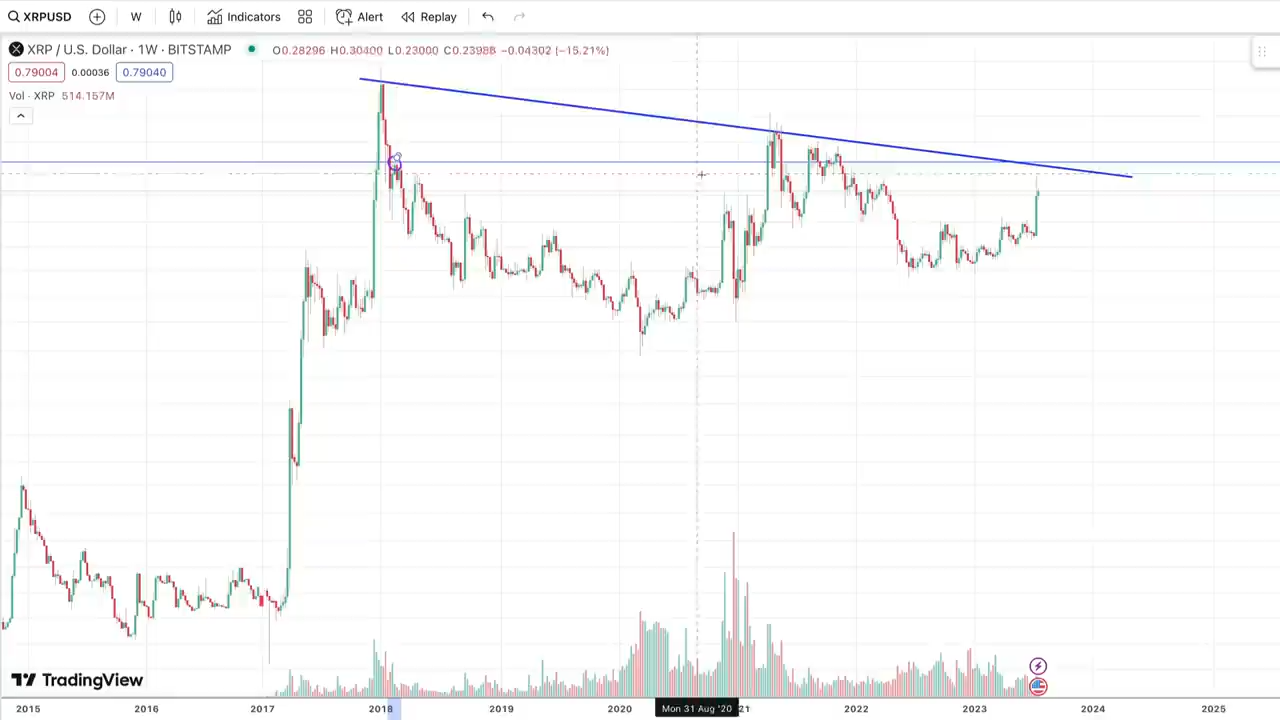 XRPUSD W Indicators Alert Replay
XRP / U.S. Dollar · 1W · BITSTAMP O0.28296 H0.30400 L0.23000 C0.23988 −0.04302 (−15.21%)
0.79004 0.00036 0.79040
Vol · XRP 514.157M
TradingView
2015 2016 2017 2018 2019 2020 Mon 31 Aug '20 21 2022 2023 2024 2025